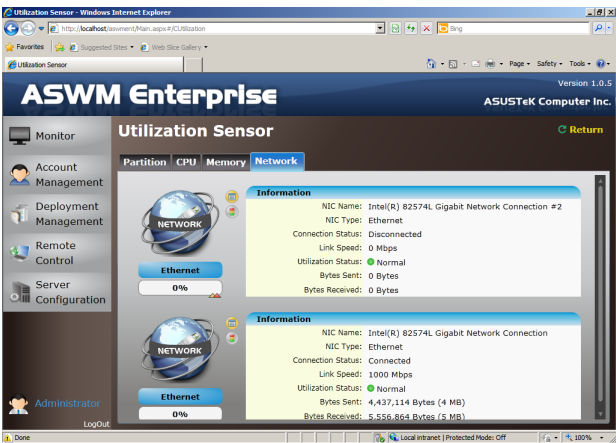 Utilization Sensor - Windows Internet Explorer
http://localhost/aswment/Main.aspx#/CUtilization
Bing
Favorites
Suggested Sites
Web Slice Gallery
Utilization Sensor
Page
Safety
Tools
Version 1.0.5
ASWM Enterprise
ASUSTeK Computer Inc.
Monitor
Utilization Sensor
Return
Partition CPU Memory Network
Account
Management
Deployment
Management
Remote
Control
Server
Configuration
Administrator
LogOut
NETWORK
Ethernet
0%
Information
NIC Name: Intel(R) 82574L Gigabit Network Connection #2
NIC Type: Ethernet
Connection Status: Disconnected
Link Speed: 0 Mbps
Utilization Status: Normal
Bytes Sent: 0 Bytes
Bytes Received: 0 Bytes
NETWORK
Ethernet
0%
Information
NIC Name: Intel(R) 82574L Gigabit Network Connection
NIC Type: Ethernet
Connection Status: Connected
Link Speed: 1000 Mbps
Utilization Status: Normal
Bytes Sent: 4,437,114 Bytes (4 MB)
Bytes Received: 5,556,864 Bytes (5 MB)
Done
Local intranet | Protected Mode: Off
100%